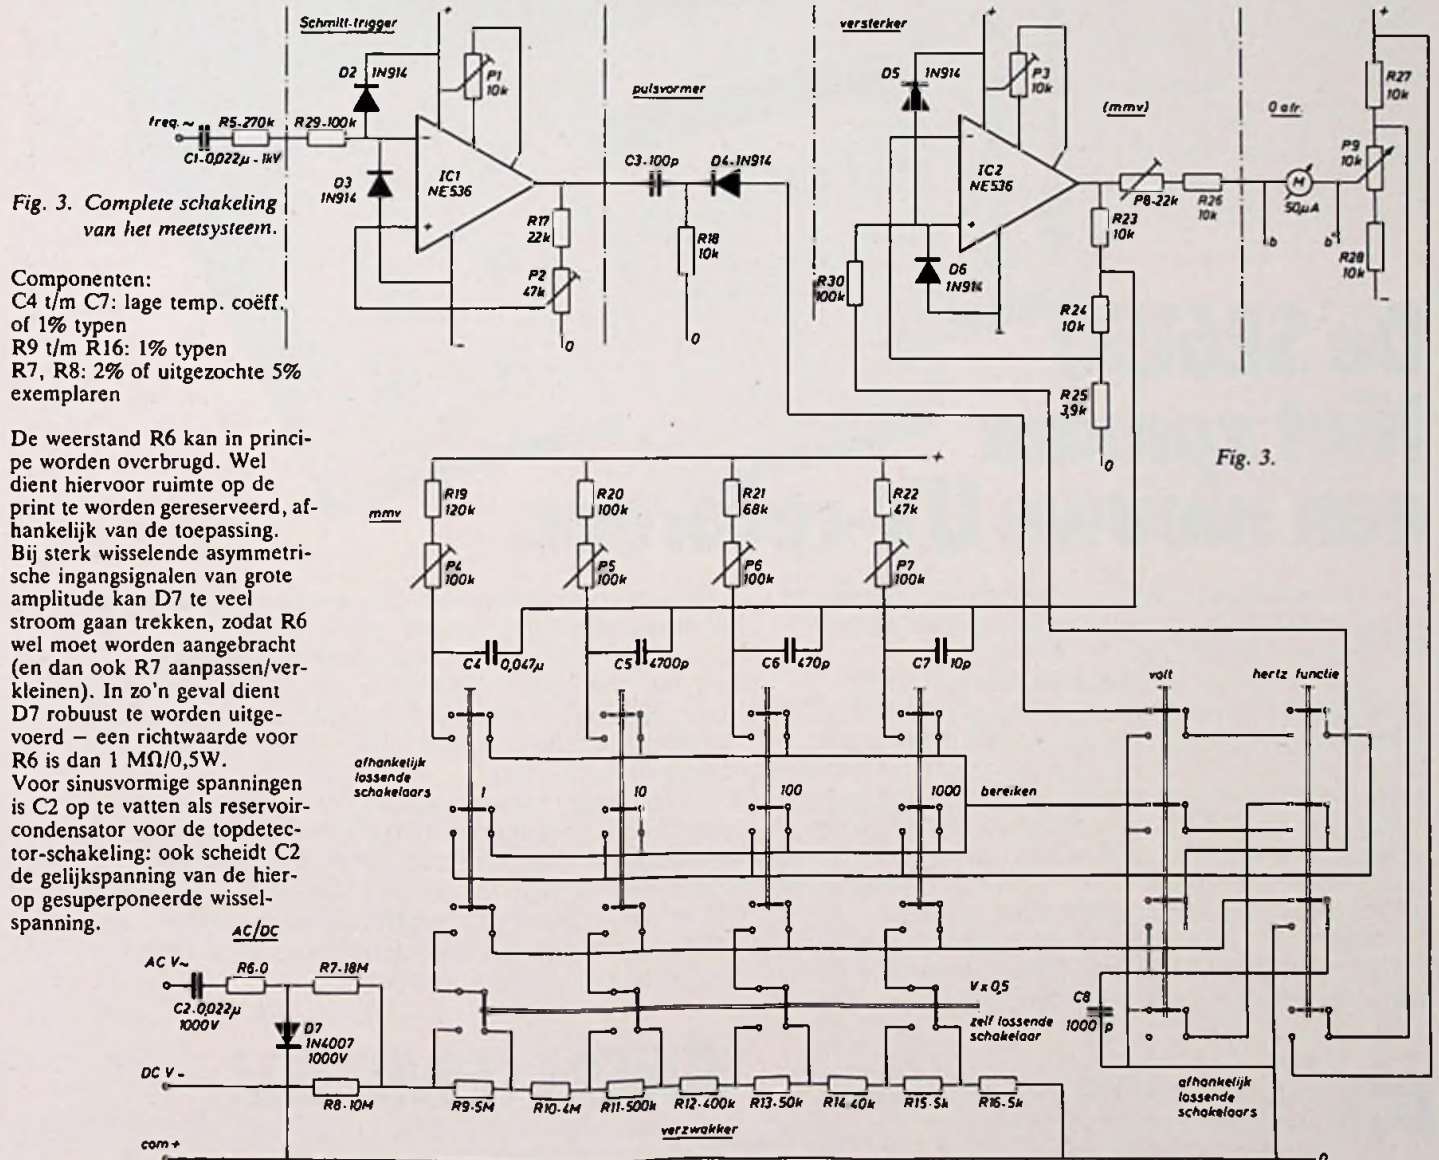 Schmitt-trigger
versterker
pulsvormer
(mmv)
0 afr.
freq. ~
C1-0,022µ-1kV
R5-270k
R29-100k
D2 1N914
D3
1N914
P1
10k
IC1
NE536
R17
22k
P2
47k
0
C3-100p
D4-1N914
R18
10k
0
D5
1N914
P3
10k
IC2
NE536
D6
1N914
R30
100k
P8-22k
R26
10k
R23
10k
R24
10k
R25
3,9k
0
M
50µA
b
b
R27
10k
P9
10k
R28
10k
Fig. 3. Complete schakeling
van het meetsysteem.
Componenten:
C4 t/m C7: lage temp. coëff.
of 1% typen
R9 t/m R16: 1% typen
R7, R8: 2% of uitgezochte 5%
exemplaren
De weerstand R6 kan in princi-
pe worden overbrugd. Wel
dient hiervoor ruimte op de
print te worden gereserveerd, af-
hankelijk van de toepassing.
Bij sterk wisselende asymmetri-
sche ingangsignalen van grote
amplitude kan D7 te veel
stroom gaan trekken, zodat R6
wel moet worden aangebracht
(en dan ook R7 aanpassen/ver-
kleinen). In zo'n geval dient
D7 robuust te worden uitge-
voerd – een richtwaarde voor
R6 is dan 1 MΩ/0,5W.
Voor sinusvormige spanningen
is C2 op te vatten als reservoir-
condensator voor de topdetec-
tor-schakeling: ook scheidt C2
de gelijkspanning van de hier-
op gesuperponeerde wissel-
spanning.
Fig. 3.
mmv
R19
120k
R20
100k
R21
68k
R22
47k
P4
100k
P5
100k
P6
100k
P7
100k
C4 0,047µ
C5 4700p
C6 470p
C7 10p
volt
hertz functie
afhankelijk
lossende
schakelaars
1
10
100
1000
bereiken
V x 0,5
zelf lossende
schakelaar
C8
1000p
afhankelijk
lossende
schakelaars
AC/DC
AC V~
C2-0,022µ
1000V
R6-0
R7-18M
D7
1N4007
1000V
DC V -
R8-10M
R9-5M
R10-4M
R11-500k
R12-400k
R13-50k
R14-40k
R15-5k
R16-5k
verzwakker
com +
0